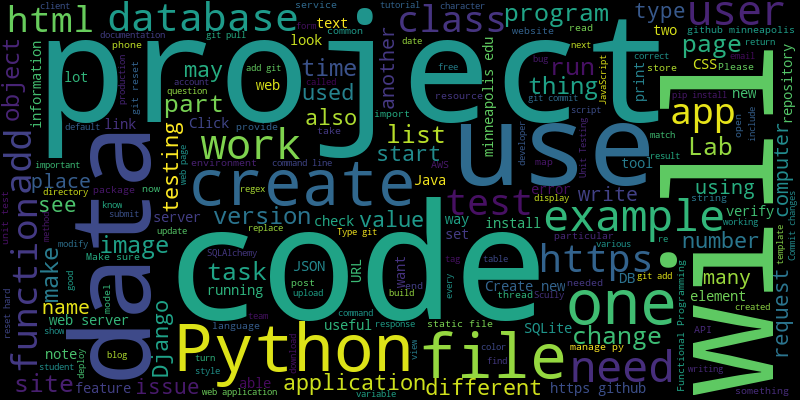 client
service
tutorial
character
html
database
class
program
type
user
documentation
git pull
form
text
common
website
read
two
github minneapolis
phone
look
date
bug
next
page
return
information
object
project
lot
may
add git
web
time
another
run
correct
CSS
Please
email
production
git reset
account
called
used
free
thing
print
store
new
repository
question
part
also
resource
git commit
JavaScript
pip install
default
link
Click
provide
take
import
minneapolis edu
script
app
open
include
add
function
testing
work
list
developer
match
Lab
Will
important
web page
environment
command line
start
AWS
Unit Testing
tool
result
computer
place
package
now
create
regex
Java
map
error
display
using
string
directory
see
know
submit
server
version
check
value
test
write
use
verify
Commit changes
data
unit test
method
update
replace
Type git
way
install
example
number
working
modify
Make sure
image
SQLAlchemy
code
set
particular
various
re
template
good
task
JSON
URL
want
tag
table
https
DB
git add
many
request
model
running
post
upload
send
every
Create new
needed
element
created
reset hard
make
name
Django
build
thread
Scully
one
Functional Programming
API
web server
team
command
show
language
useful
response
static file
SQLite
change
writing
note
deploy
blog
Python
download
view
color
file
manage py
student
turn
find
need
site
feature
issue
style
able
web application
application
variable
different
https github
something